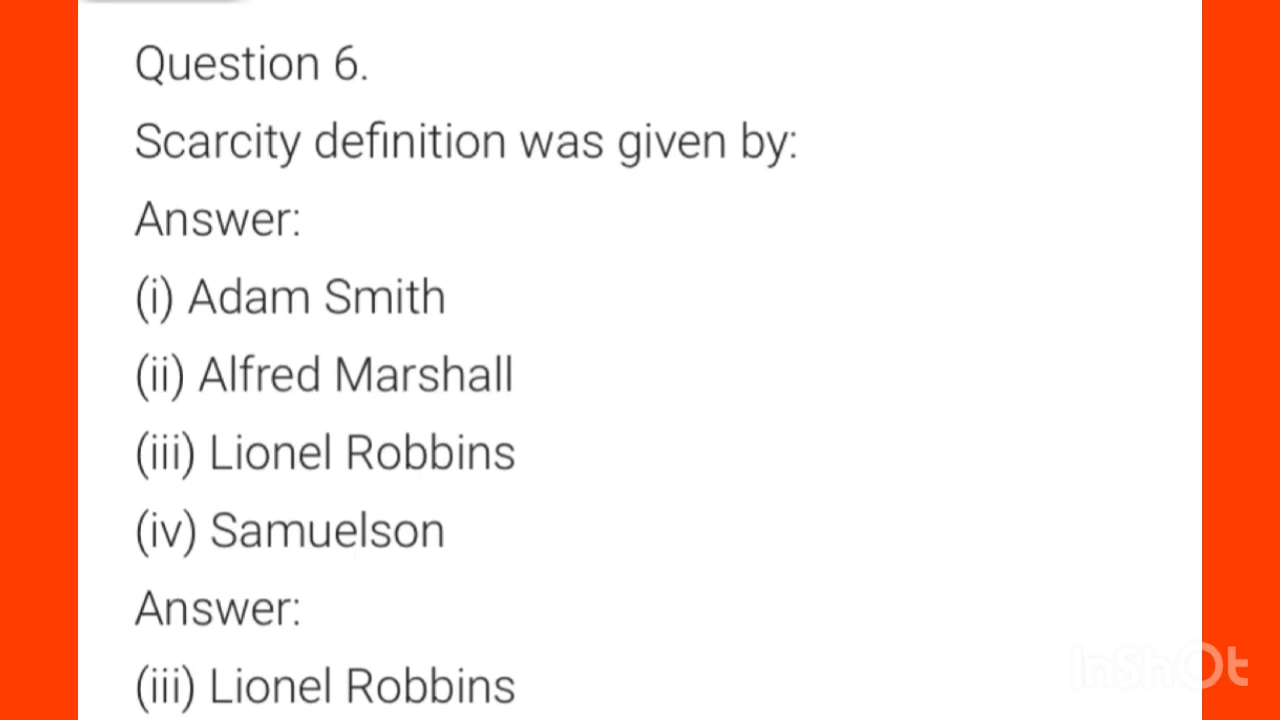 Question 6.
Scarcity definition was given by:
Answer:
(i) Adam Smith
(ii) Alfred Marshall
(iii) Lionel Robbins
(iv) Samuelson
Answer:
(iii) Lionel Robbins
InShOt